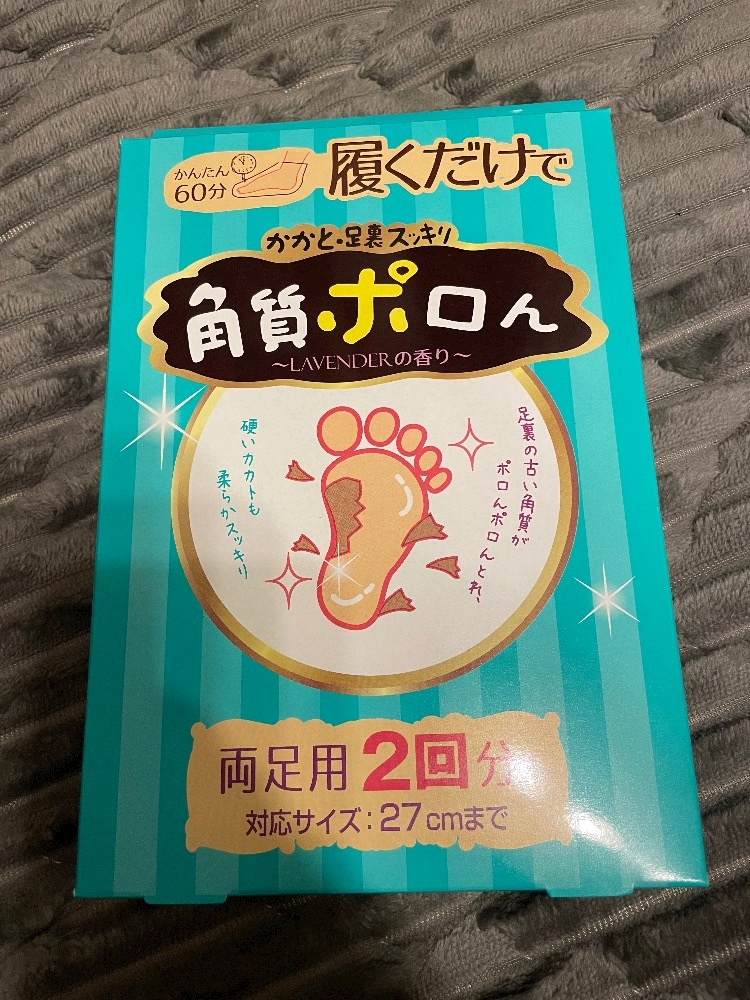 かんたん
60分
履くだけで
かかと・足裏スッキリ
角質ポロん
～LAVENDERの香り～
足裏の古い角質が
ポロんポロんとれ、
硬いカカトも
柔らかスッキリ
両足用2回分
対応サイズ：27cmまで